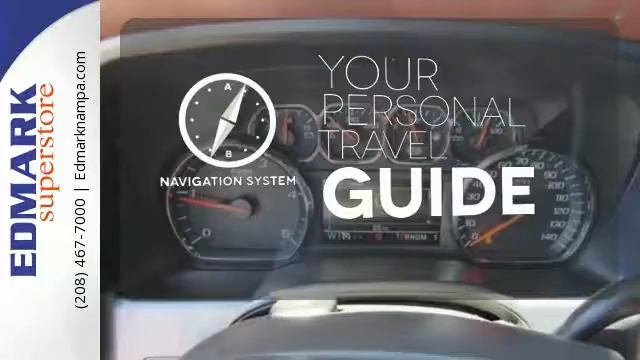 EDMARK
superstore
(208) 467-7000 | Edmarknampa.com
A
B
NAVIGATION SYSTEM
YOUR
PERSONAL
TRAVEL
GUIDE